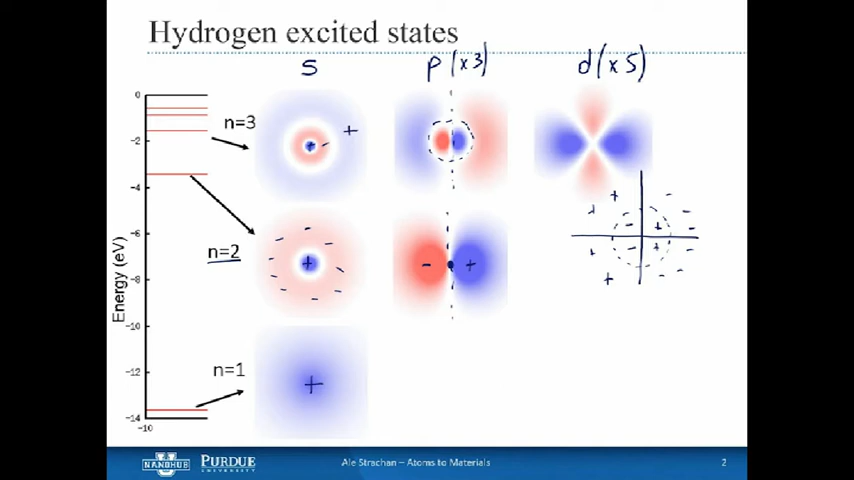 Hydrogen excited states
s p (x3) d (x5)
0
n=3
-2
-4
n=2
-6
Energy (eV)
-8
-10
n=1
-12
-14
-10
NANOHUB PURDUE UNIVERSITY Ale Strachan – Atoms to Materials 2